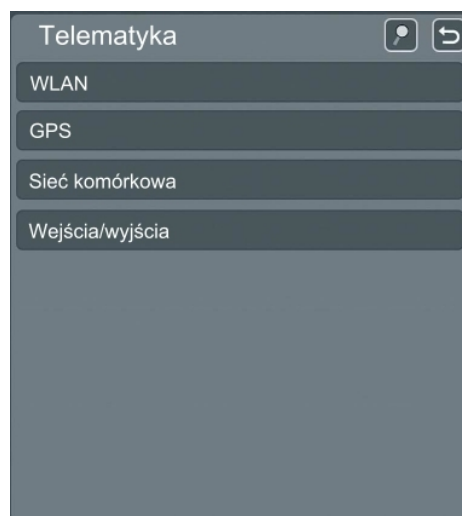 Telematyka
WLAN
GPS
Sieć komórkowa
Wejścia/wyjścia